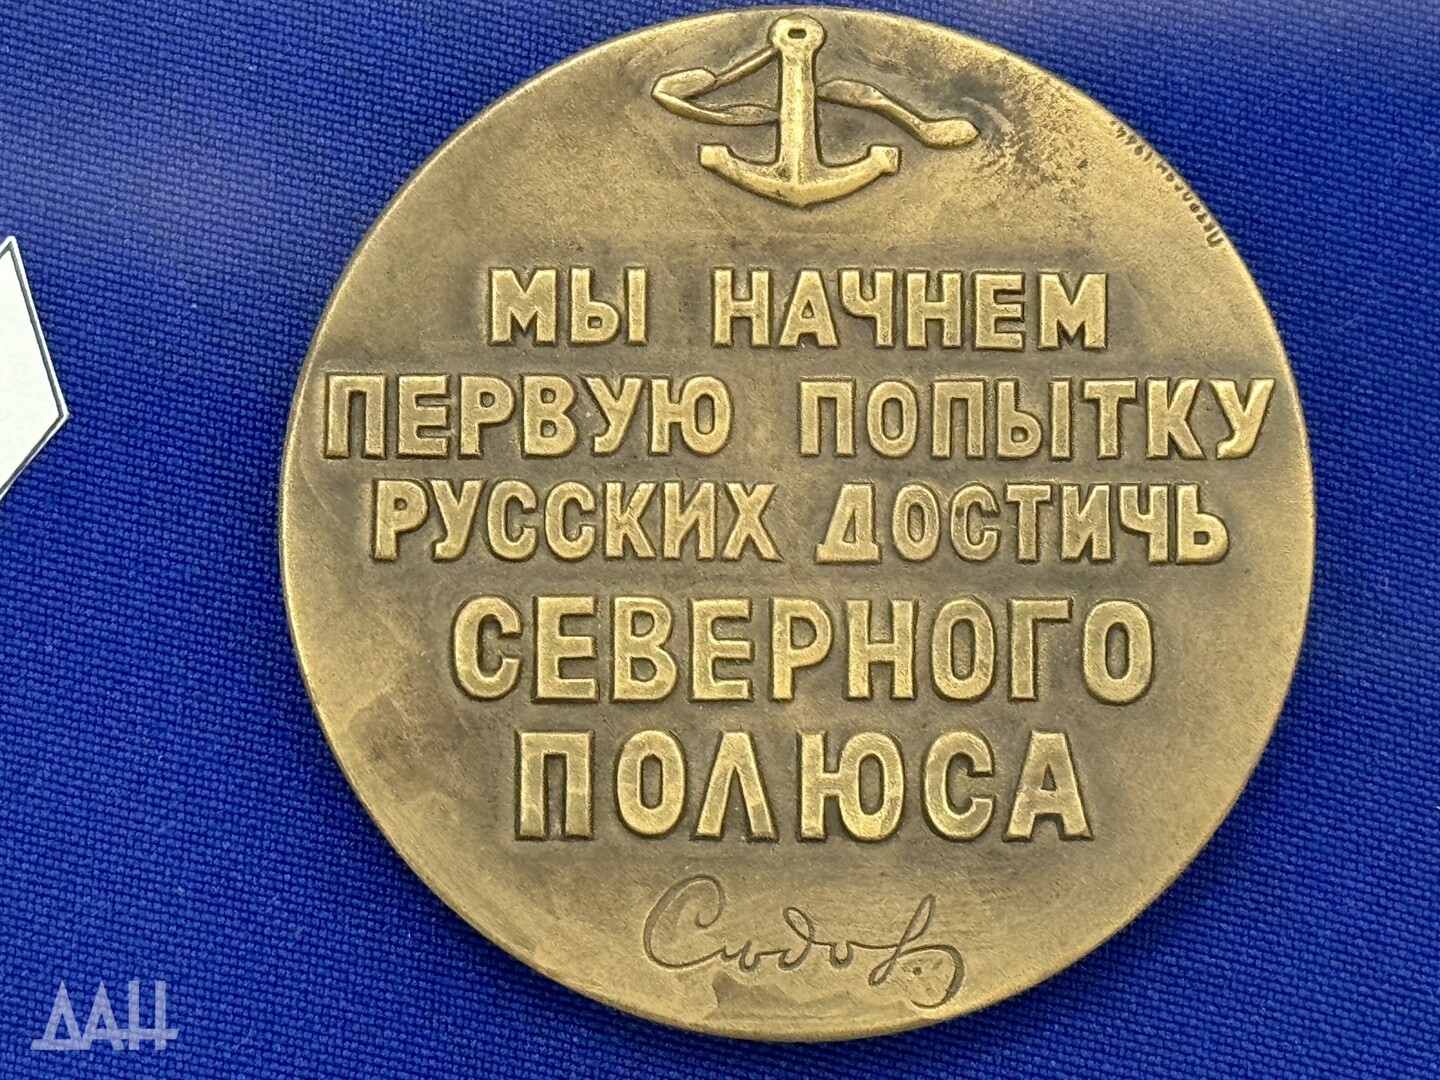 МЫ НАЧНЕМ
ПЕРВУЮ ПОПЫТКУ
РУССКИХ ДОСТИЧЬ
СЕВЕРНОГО
ПОЛЮСА
Седов
ДАН